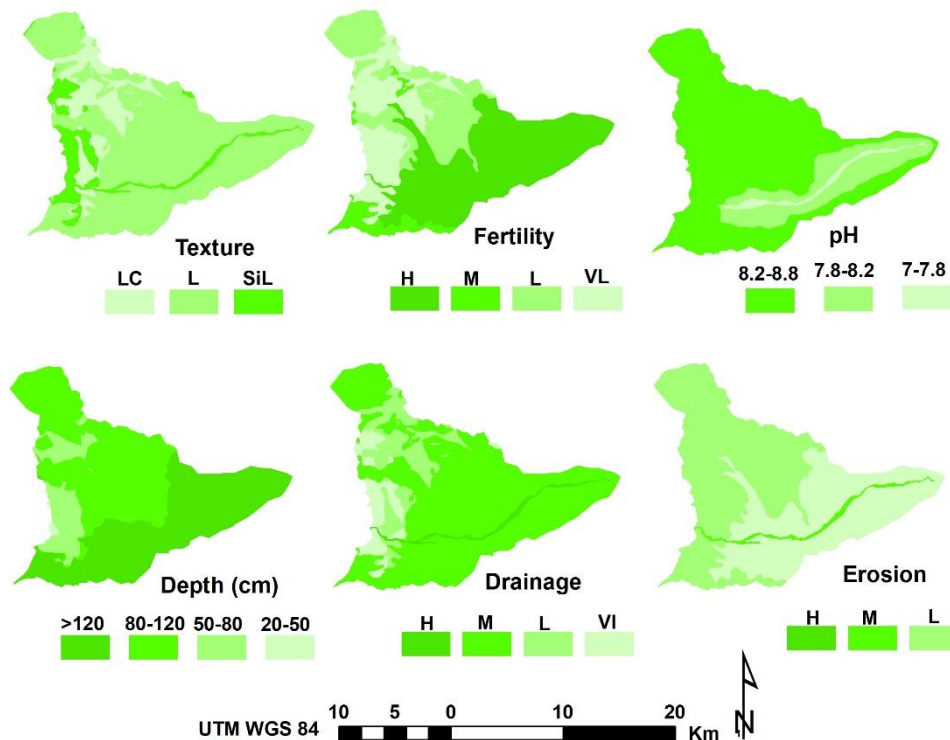 Texture
LC L SiL
Fertility
H M L VL
pH
8.2-8.8 7.8-8.2 7-7.8
Depth (cm)
>120 80-120 50-80 20-50
Drainage
H M L VI
Erosion
H M L
UTM WGS 84
10 5 0 10 20
Km
N